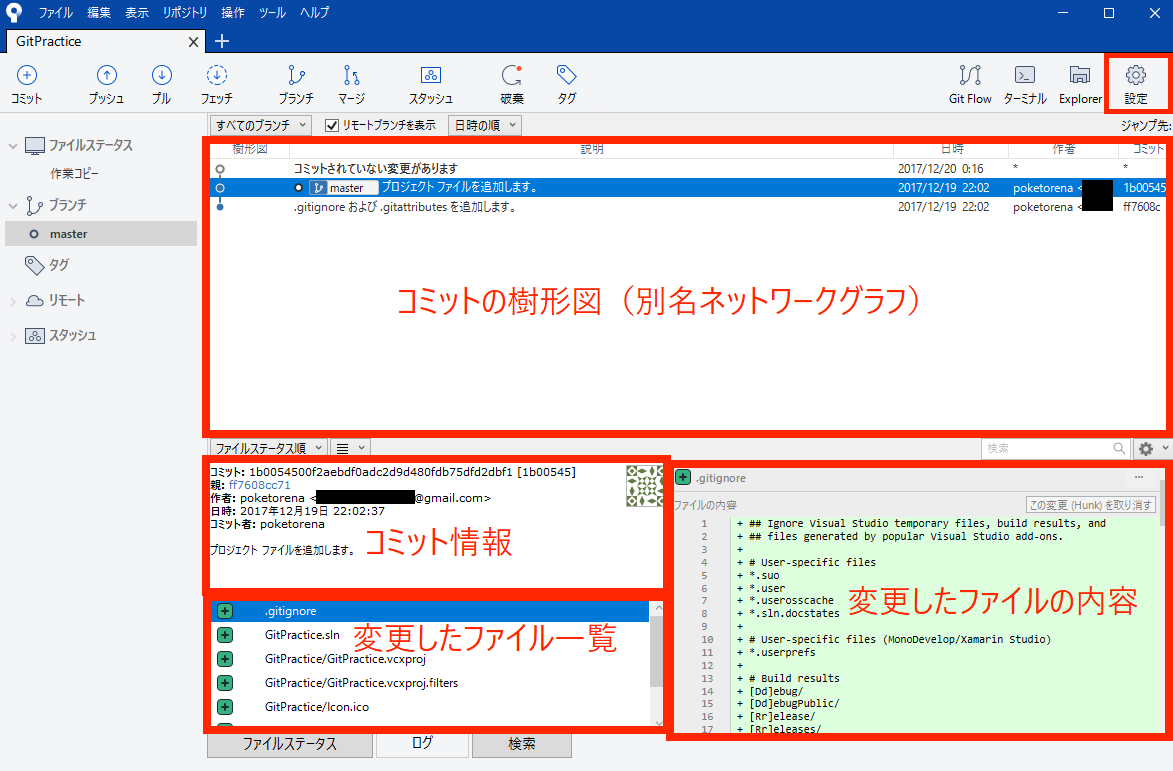 ファイル 編集 表示 リポジトリ 操作 ツール ヘルプ
GitPractice
コミット プッシュ プル フェッチ ブランチ マージ スタッシュ 破棄 タグ Git Flow ターミナル Explorer 設定
すべてのブランチ リモートブランチを表示 日時の順 ジャンプ先:
樹形図 説明 日時 作者 コミット
コミットされていない変更があります 2017/12/20 0:16 * *
master プロジェクト ファイルを追加します。 2017/12/19 22:02 poketorena < 1b00545
.gitignore および .gitattributes を追加します。 2017/12/19 22:02 poketorena < ff7608c
ファイルステータス
作業コピー
ブランチ
master
タグ
リモート
スタッシュ
コミットの樹形図（別名ネットワークグラフ）
ファイルステータス順 検索
コミット: 1b0054500f2aebdf0adc2d9d480fdb75dfd2dbf1 [1b00545]
親: ff7608cc71
作者: poketorena < @gmail.com>
日時: 2017年12月19日 22:02:37
コミット者: poketorena
プロジェクト ファイルを追加します。
コミット情報
.gitignore
GitPractice.sln
GitPractice/GitPractice.vcxproj
GitPractice/GitPractice.vcxproj.filters
GitPractice/Icon.ico
変更したファイル一覧
.gitignore
ファイルの内容 この変更 (Hunk) を取り消す
1 + ## Ignore Visual Studio temporary files, build results, and
2 + ## files generated by popular Visual Studio add-ons.
3 +
4 + # User-specific files
5 + *.suo
6 + *.user
7 + *.userosscache
8 + *.sln.docstates
9 +
10 + # User-specific files (MonoDevelop/Xamarin Studio)
11 + *.userprefs
12 +
13 + # Build results
14 + [Dd]ebug/
15 + [Dd]ebugPublic/
16 + [Rr]elease/
17 + [Rr]eleases/
変更したファイルの内容
ファイルステータス ログ 検索